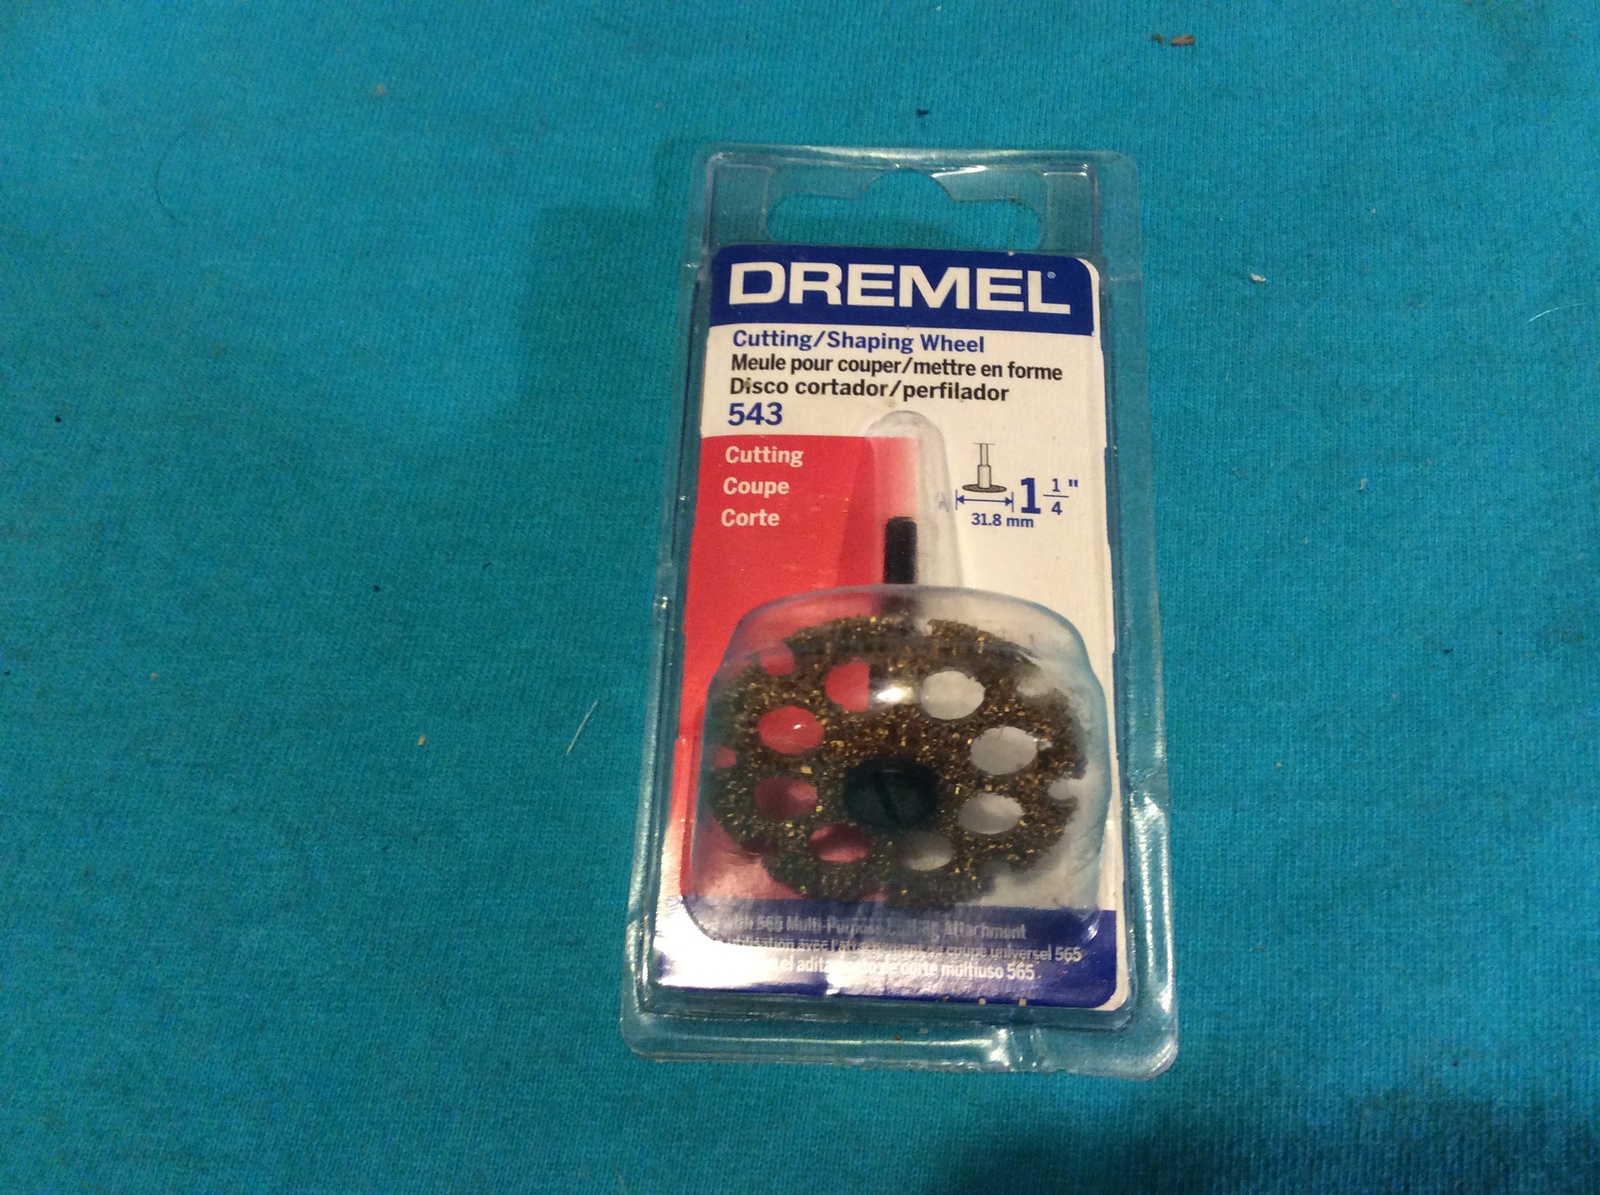 DREMEL®
Cutting/Shaping Wheel
Meule pour couper/mettre en forme
Disco cortador/perfilador
543
Cutting
Coupe
Corte
1 1/4"
31.8 mm
with 565 Multi-Purpose Cutting Attachment
utilisation avec l'attachement de coupe universel 565
el aditamento de corte multiuso 565